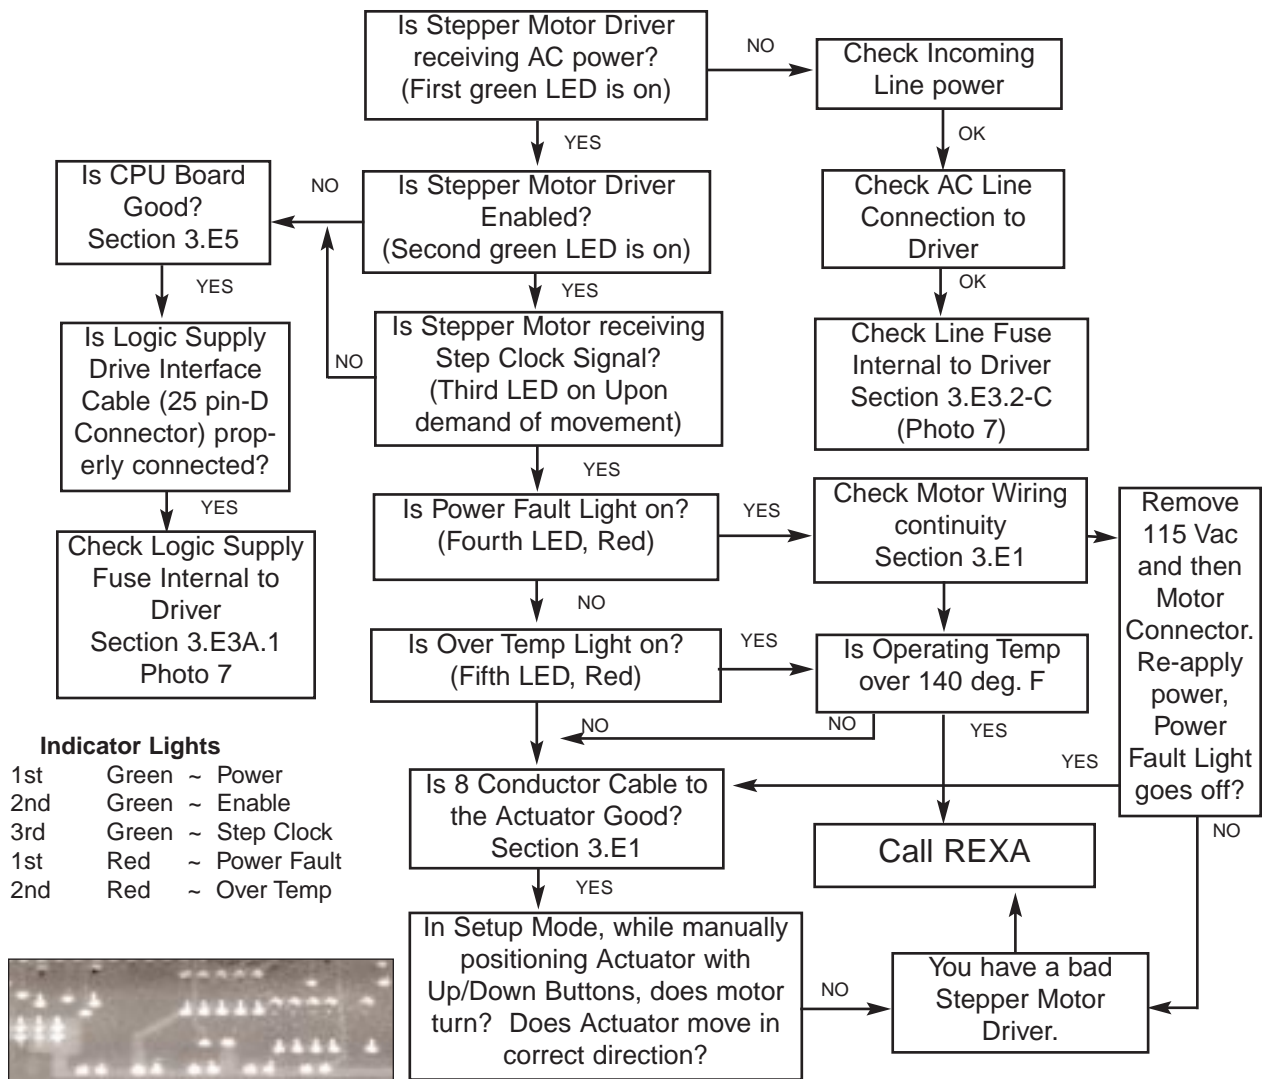 Is Stepper Motor Driver
receiving AC power?
(First green LED is on)
NO
Check Incoming
Line power
YES
OK
Is CPU Board
Good?
Section 3.E5
NO
Is Stepper Motor Driver
Enabled?
(Second green LED is on)
Check AC Line
Connection to
Driver
YES
YES
OK
Is Logic Supply
Drive Interface
Cable (25 pin-D
Connector) prop-
erly connected?
NO
Is Stepper Motor receiving
Step Clock Signal?
(Third LED on Upon
demand of movement)
Check Line Fuse
Internal to Driver
Section 3.E3.2-C
(Photo 7)
YES
YES
Check Logic Supply
Fuse Internal to
Driver
Section 3.E3A.1
Photo 7
Is Power Fault Light on?
(Fourth LED, Red)
YES
Check Motor Wiring
continuity
Section 3.E1
Remove
115 Vac
and then
Motor
Connector.
Re-apply
power,
Power
Fault Light
goes off?
NO
Is Over Temp Light on?
(Fifth LED, Red)
YES
Is Operating Temp
over 140 deg. F
NO
NO
YES
YES
NO
Indicator Lights
1st Green ~ Power
2nd Green ~ Enable
3rd Green ~ Step Clock
1st Red ~ Power Fault
2nd Red ~ Over Temp
Is 8 Conductor Cable to
the Actuator Good?
Section 3.E1
Call REXA
YES
In Setup Mode, while manually
positioning Actuator with
Up/Down Buttons, does motor
turn? Does Actuator move in
correct direction?
NO
You have a bad
Stepper Motor
Driver.